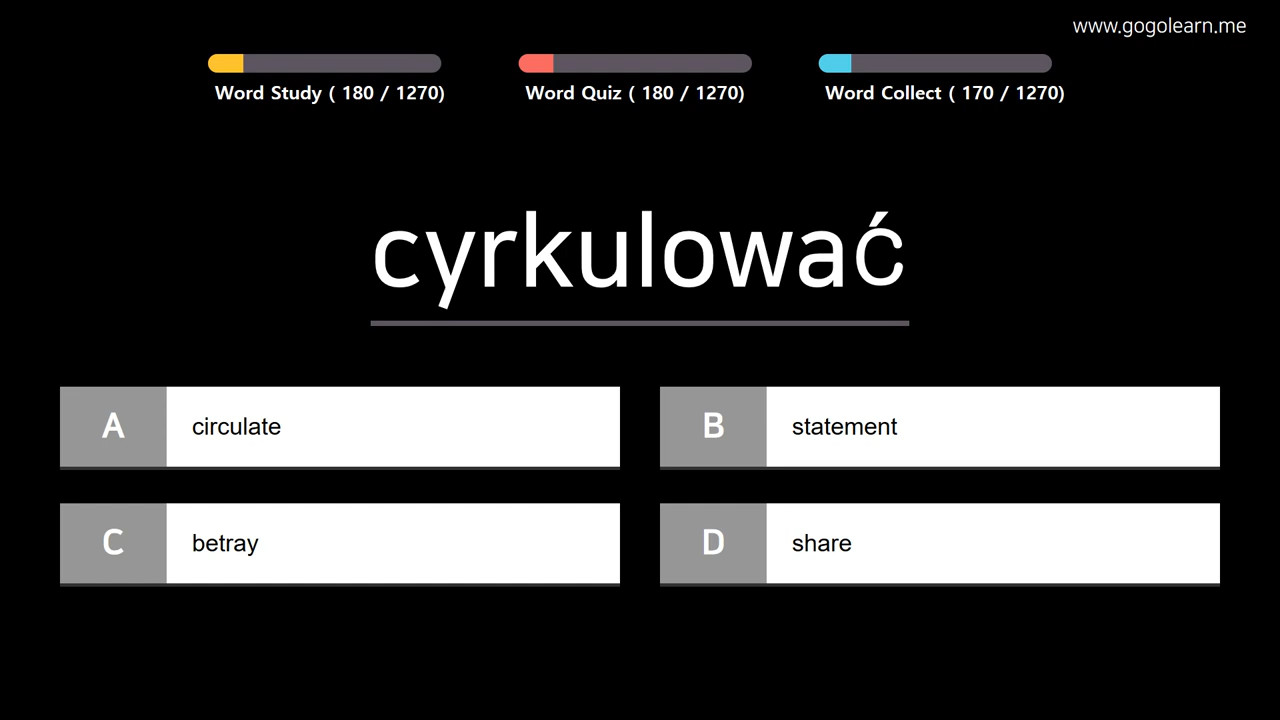 www.gogolearn.me
Word Study ( 180 / 1270)
Word Quiz ( 180 / 1270)
Word Collect ( 170 / 1270)
cyrkulować
A circulate
B statement
C betray
D share